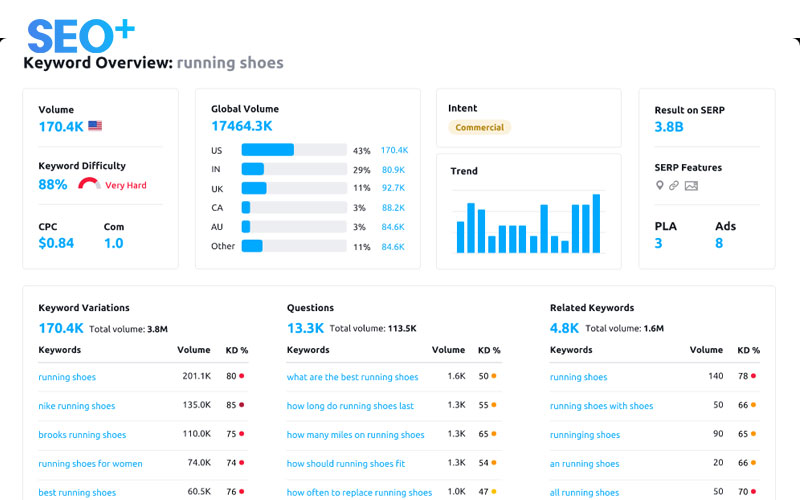 SEO+
Keyword Overview: running shoes
Volume
170.4K
Keyword Difficulty
88% Very Hard
CPC Com
$0.84 1.0
Global Volume
17464.3K
US 43% 170.4K
IN 29% 80.9K
UK 11% 92.7K
CA 3% 88.2K
AU 3% 84.6K
Other 11% 84.6K
Intent
Commercial
Trend
Result on SERP
3.8B
SERP Features
PLA Ads
3 8
Keyword Variations
170.4K Total volume: 3.8M
Keywords Volume KD %
running shoes 201.1K 80
nike running shoes 135.0K 85
brooks running shoes 110.0K 75
running shoes for women 74.0K 74
best running shoes 60.5K 76
Questions
13.3K Total volume: 113.5K
Keywords Volume KD %
what are the best running shoes 1.6K 50
how long do running shoes last 1.3K 55
how many miles on running shoes 1.3K 65
how should running shoes fit 1.3K 54
how often to replace running shoes 1.0K 47
Related Keywords
4.8K Total volume: 1.6M
Keywords Volume KD %
running shoes 140 78
running shoes with shoes 50 66
runninging shoes 90 65
an running shoes 20 66
all running shoes 50 70